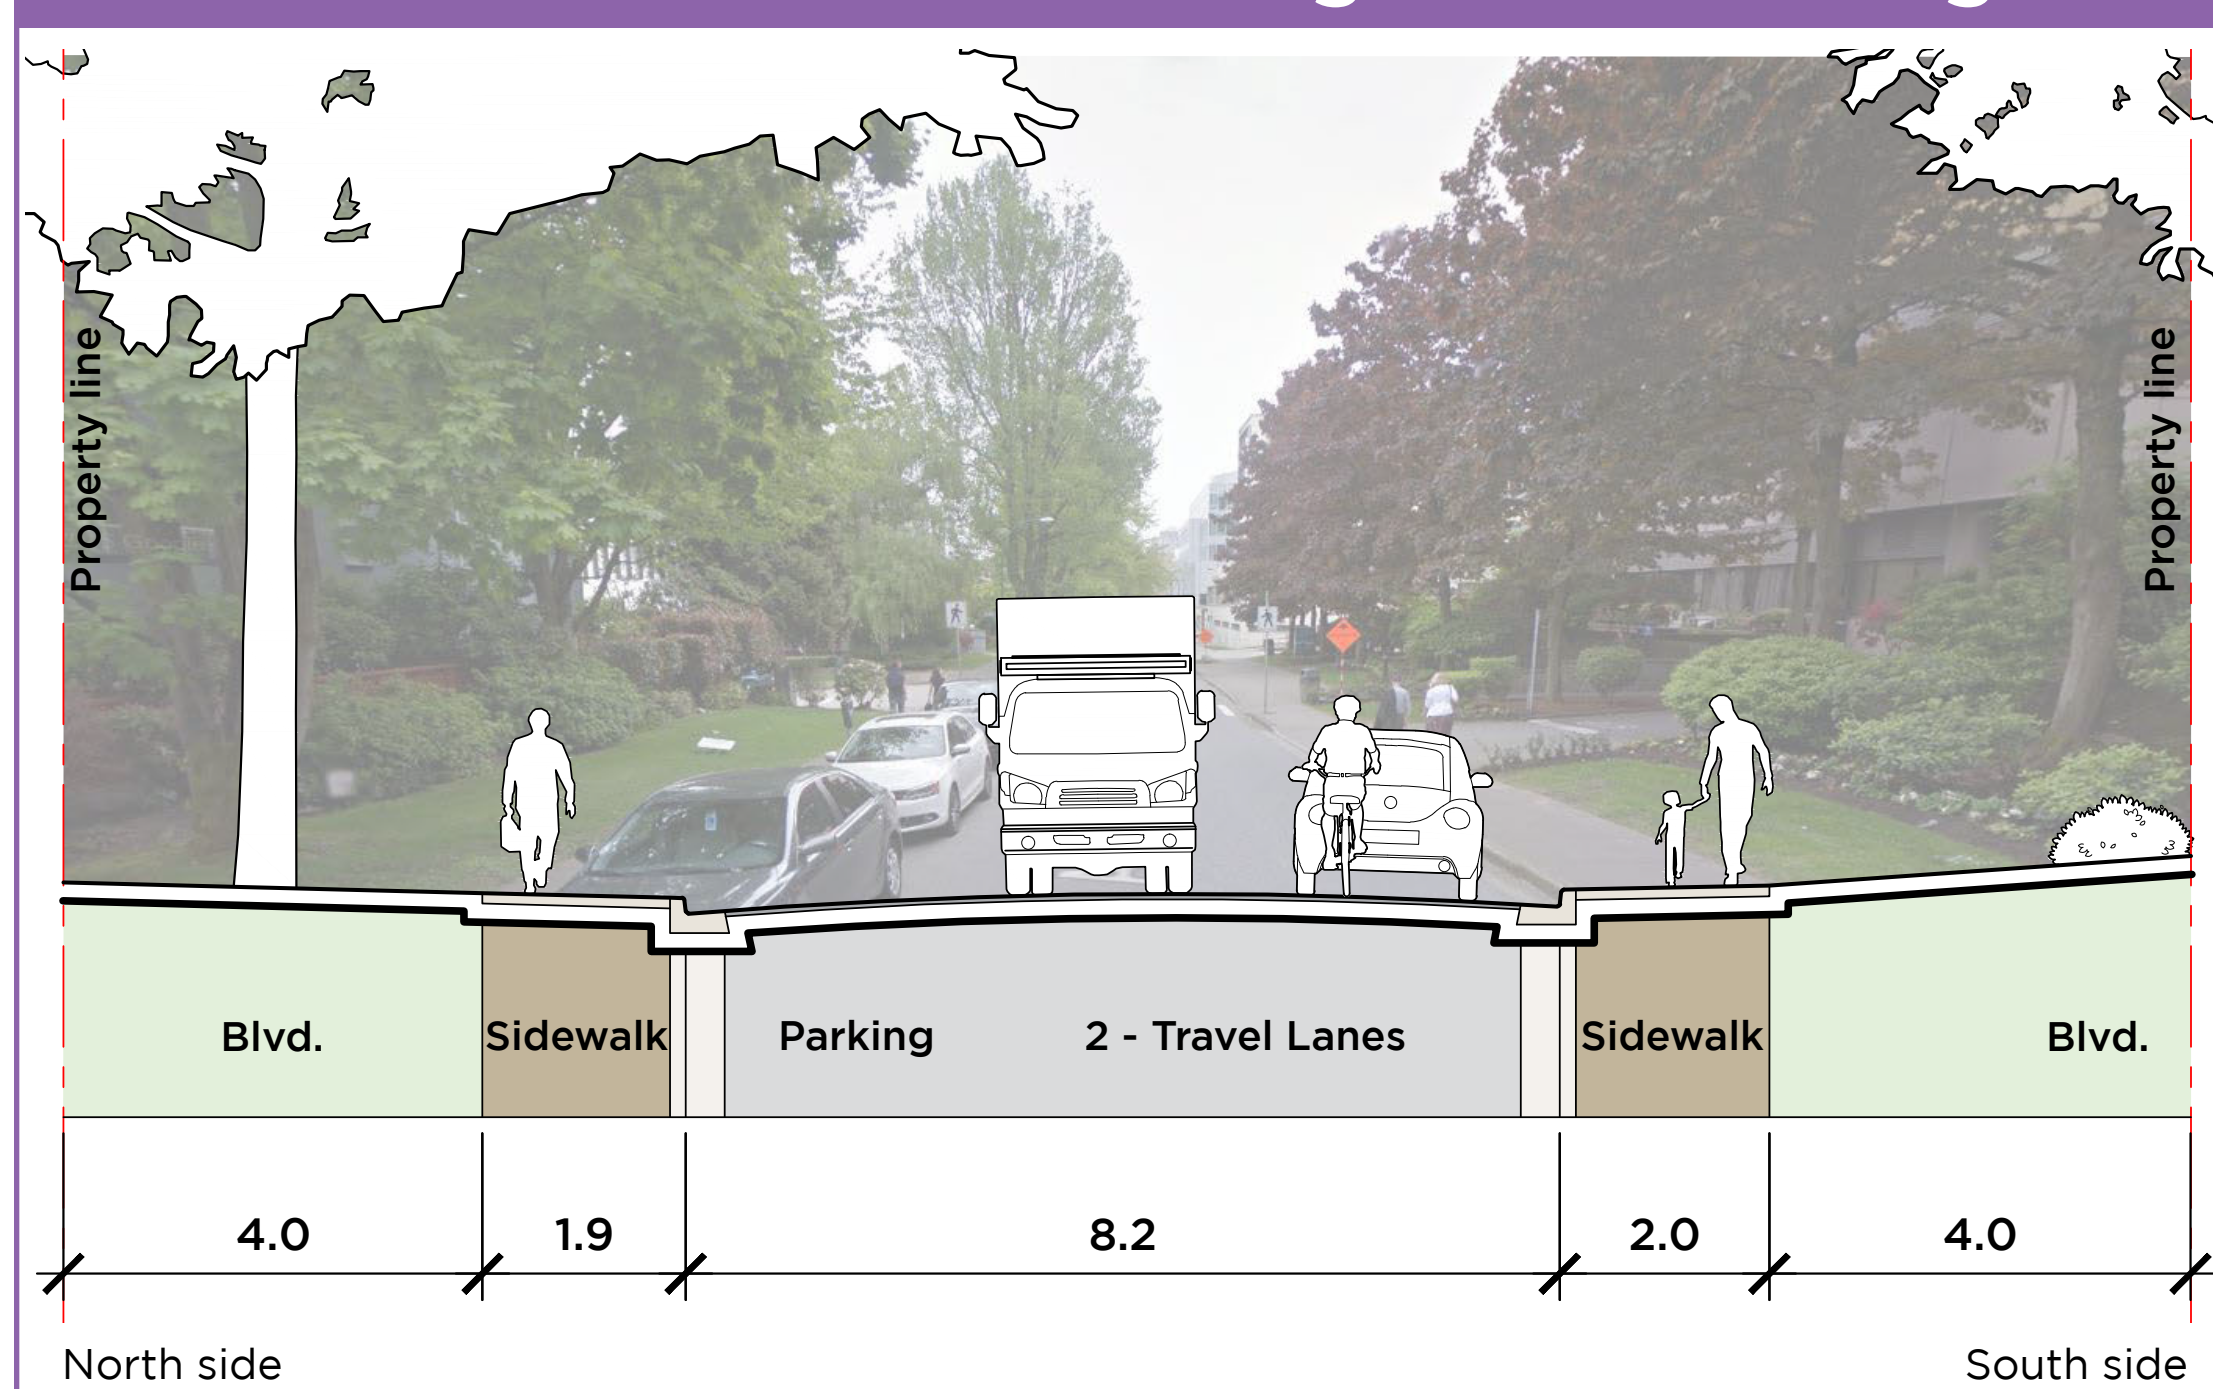 Property line
Property line
Blvd.
Sidewalk
Parking
2 - Travel Lanes
Sidewalk
Blvd.
4.0
1.9
8.2
2.0
4.0
North side
South side